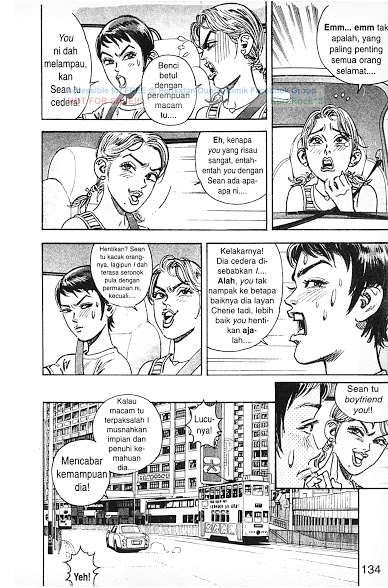 You
ni dah
melampau,
kan
Sean tu
cedera!
Benci
betul
dengan
perempuan
macam
tu....
Emm... emm tak
apalah, yang
paling penting
semua orang
selamat....
Eh, kenapa
you yang risau
sangat, entah-
entah you dengan
Sean ada apa-
apa ni....
Hentikan? Sean
tu kacak orang-
nya, lagipun I dah
terasa seronok
pula dengan
permainan ni,
kecuali....
Kelakarnya!
Dia cedera di-
sebabkan I....
Alah, you tak
nampak ke betapa
baiknya dia layan
Cherie tadi, lebih
baik you henti-
kan aja-
lah....
Sean tu
boyfriend
you!!
Kalau
macam tu
terpaksalah I
musnahkan
impian dan
penuhi ke-
mahuan
dia....
Lucu-
nya!
Mencabar
kemampuan
dia!
Yeh!
134